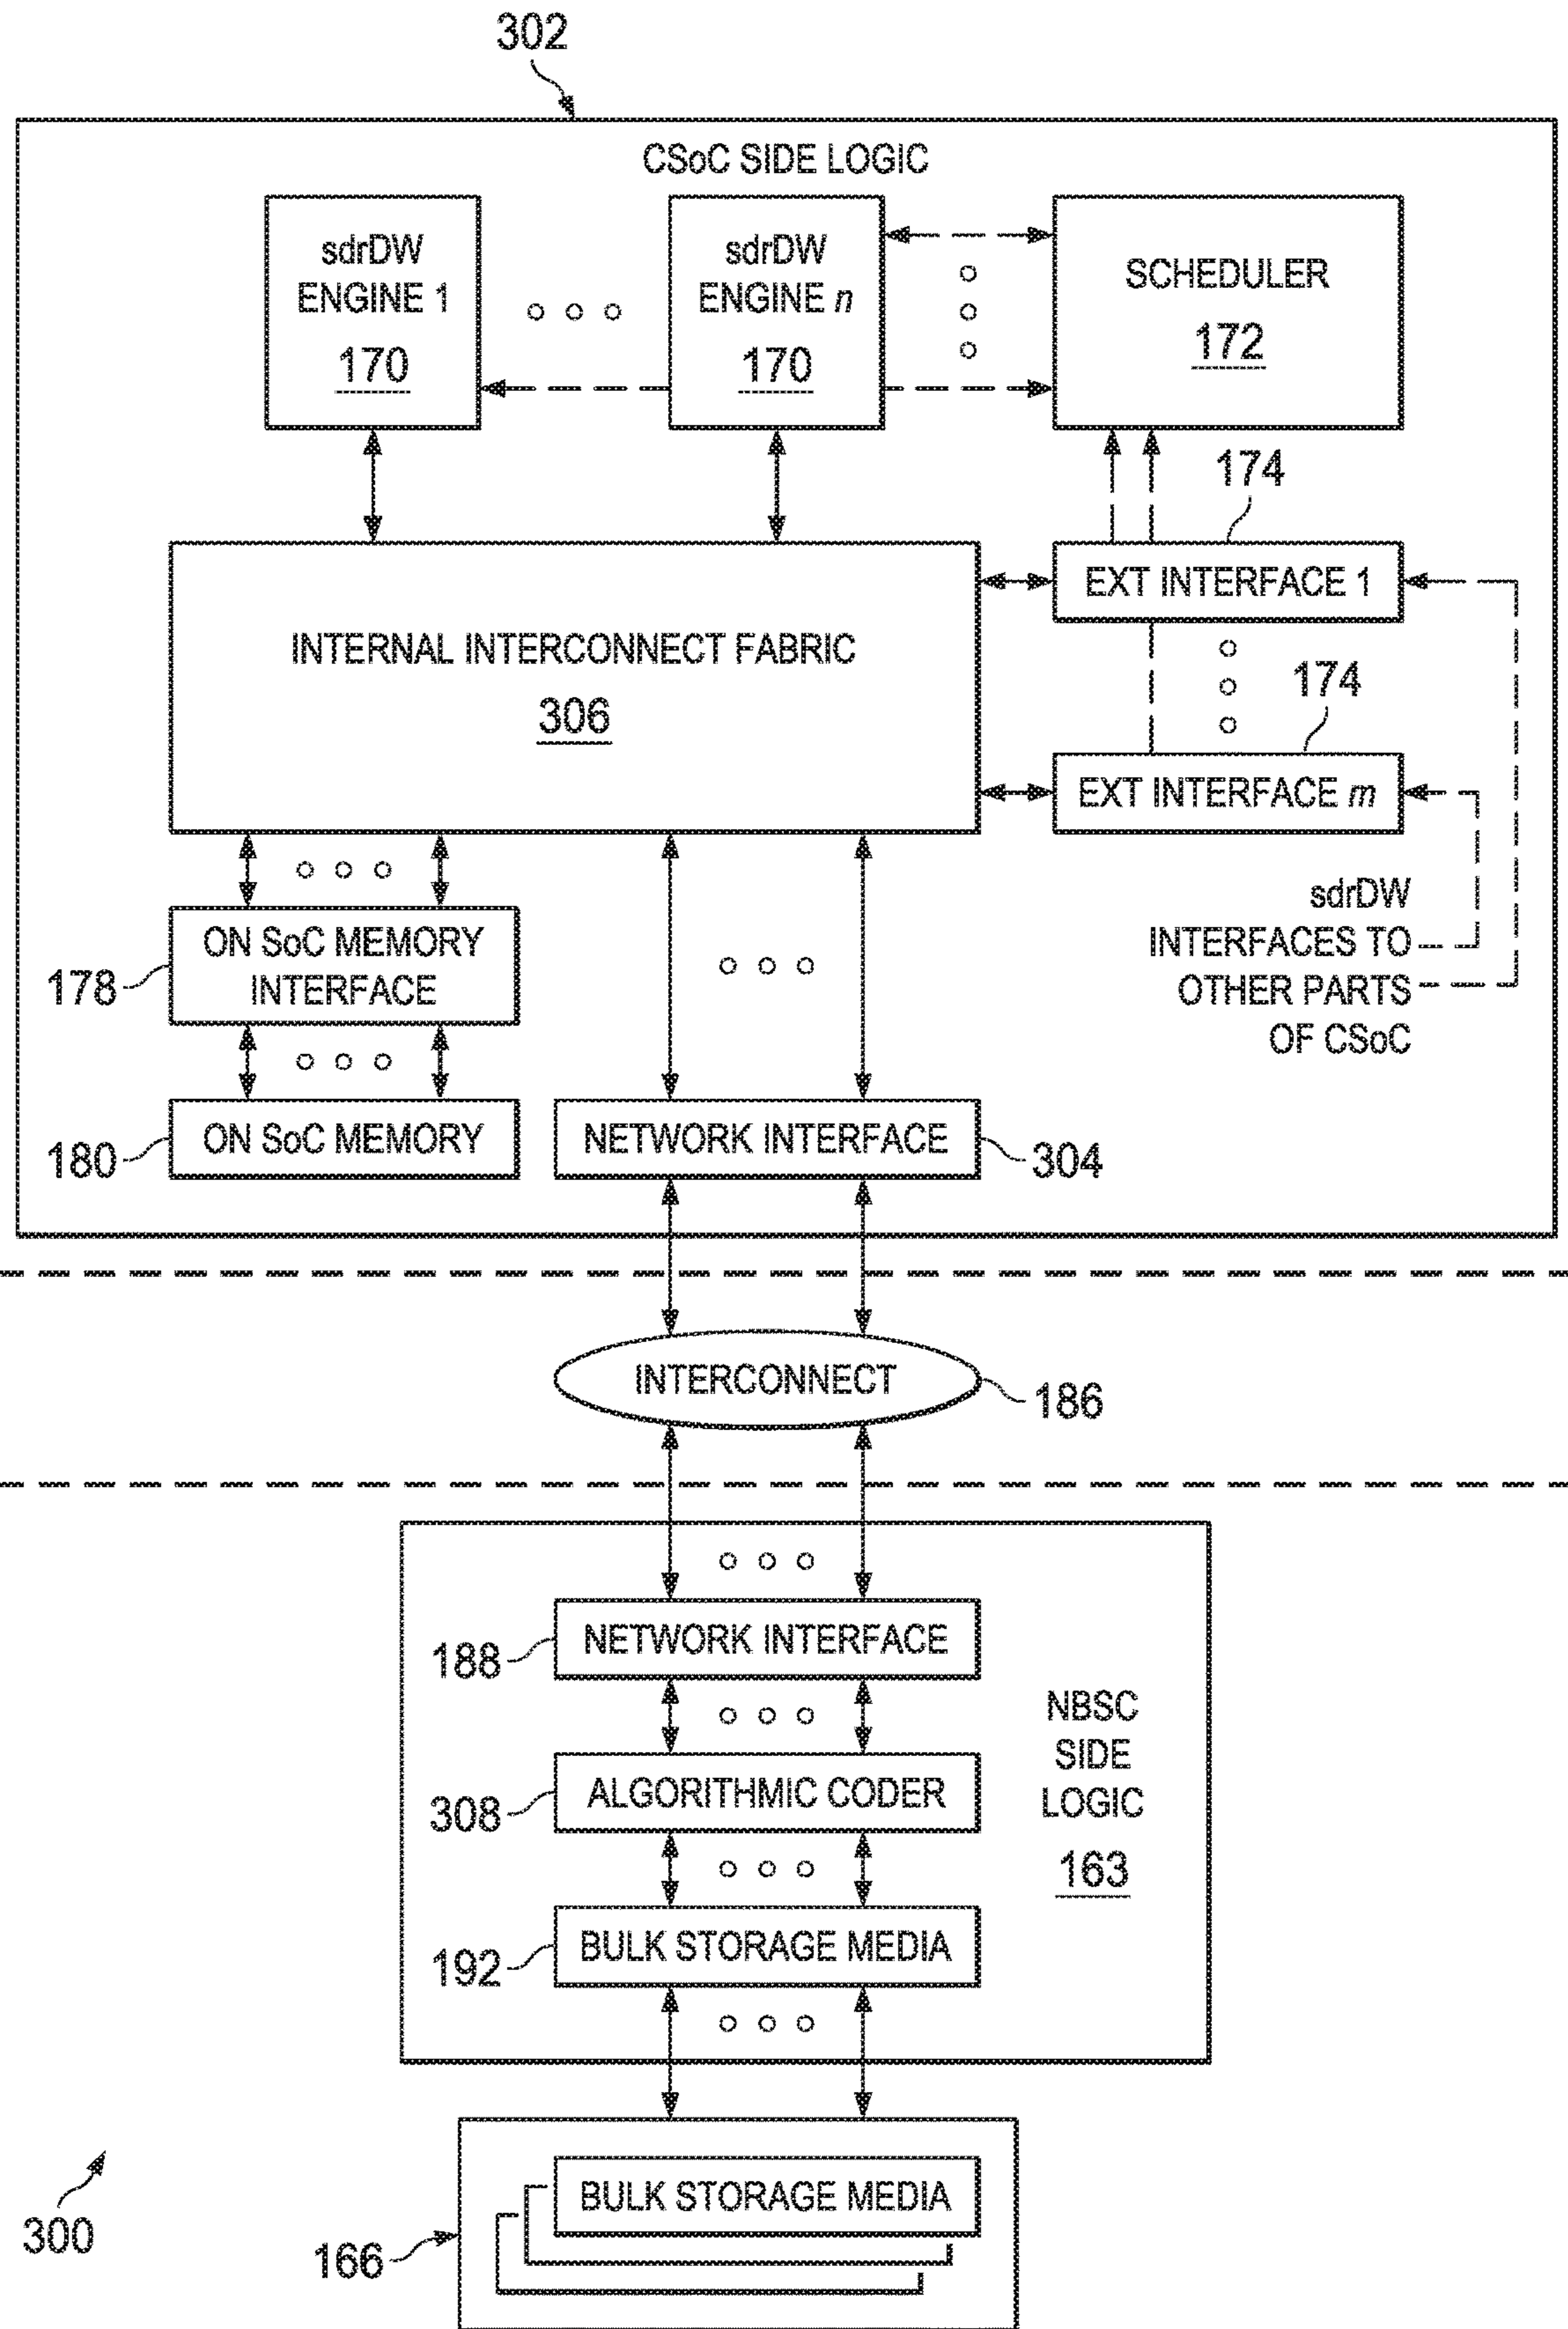 302
CSoC SIDE LOGIC
sdrDW
ENGINE 1
170
sdrDW
ENGINE n
170
SCHEDULER
172
174
EXT INTERFACE 1
INTERNAL INTERCONNECT FABRIC
306
174
EXT INTERFACE m
sdrDW
INTERFACES TO
OTHER PARTS
OF CSoC
ON SoC MEMORY
INTERFACE
178
ON SoC MEMORY
180
NETWORK INTERFACE
304
INTERCONNECT
186
NETWORK INTERFACE
188
NBSC
SIDE
LOGIC
163
ALGORITHMIC CODER
308
BULK STORAGE MEDIA
192
BULK STORAGE MEDIA
166
300